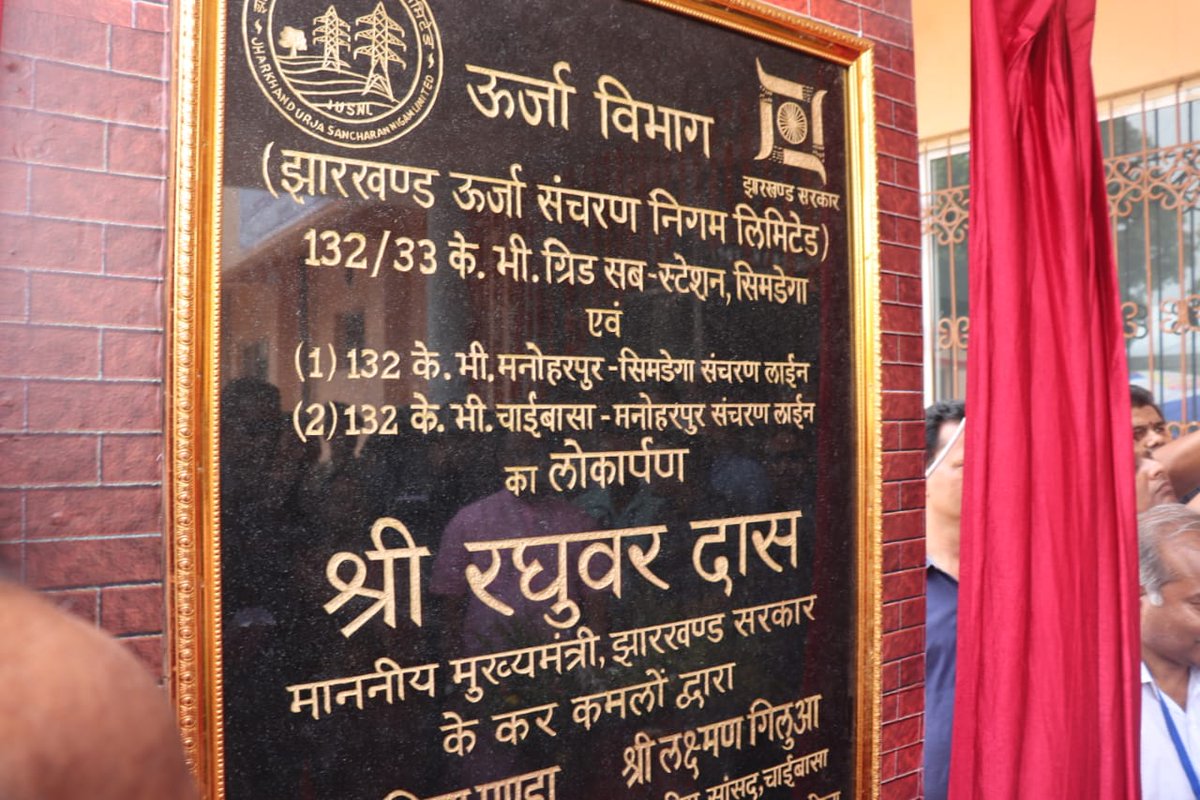 JHARKHAND URJA SANCHARAN NIGAM LIMITED
JUSNL
ऊर्जा विभाग
झारखण्ड सरकार
(झारखण्ड ऊर्जा संचरण निगम लिमिटेड)
132/33 के. भी. ग्रिड सब-स्टेशन, सिमडेगा
एवं
(1) 132 के. भी. मनोहरपुर - सिमडेगा संचरण लाईन
(2) 132 के. भी. चाईबासा - मनोहरपुर संचरण लाईन
का लोकार्पण
श्री रघुवर दास
माननीय मुख्यमंत्री, झारखण्ड सरकार
के कर कमलों द्वारा
श्री लक्ष्मण गिलुआ
सांसद, चाईबासा